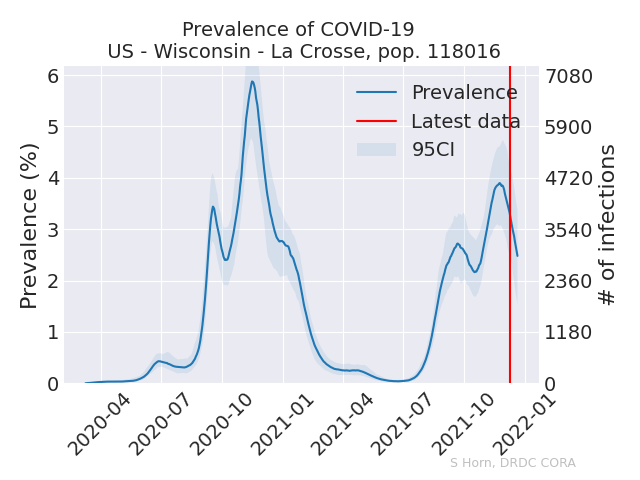 Prevalence of COVID-19
US - Wisconsin - La Crosse, pop. 118016
Prevalence (%)
6
5
4
3
2
1
0
7080
5900
4720
3540
2360
1180
0
# of infections
Prevalence
Latest data
95CI
2020-04
2020-07
2020-10
2021-01
2021-04
2021-07
2021-10
2022-01
S Horn, DRDC CORA